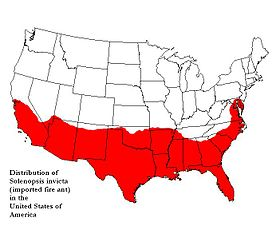 Distribution of
Solenopsis invicta
(imported fire ant)
in the
United States of
America